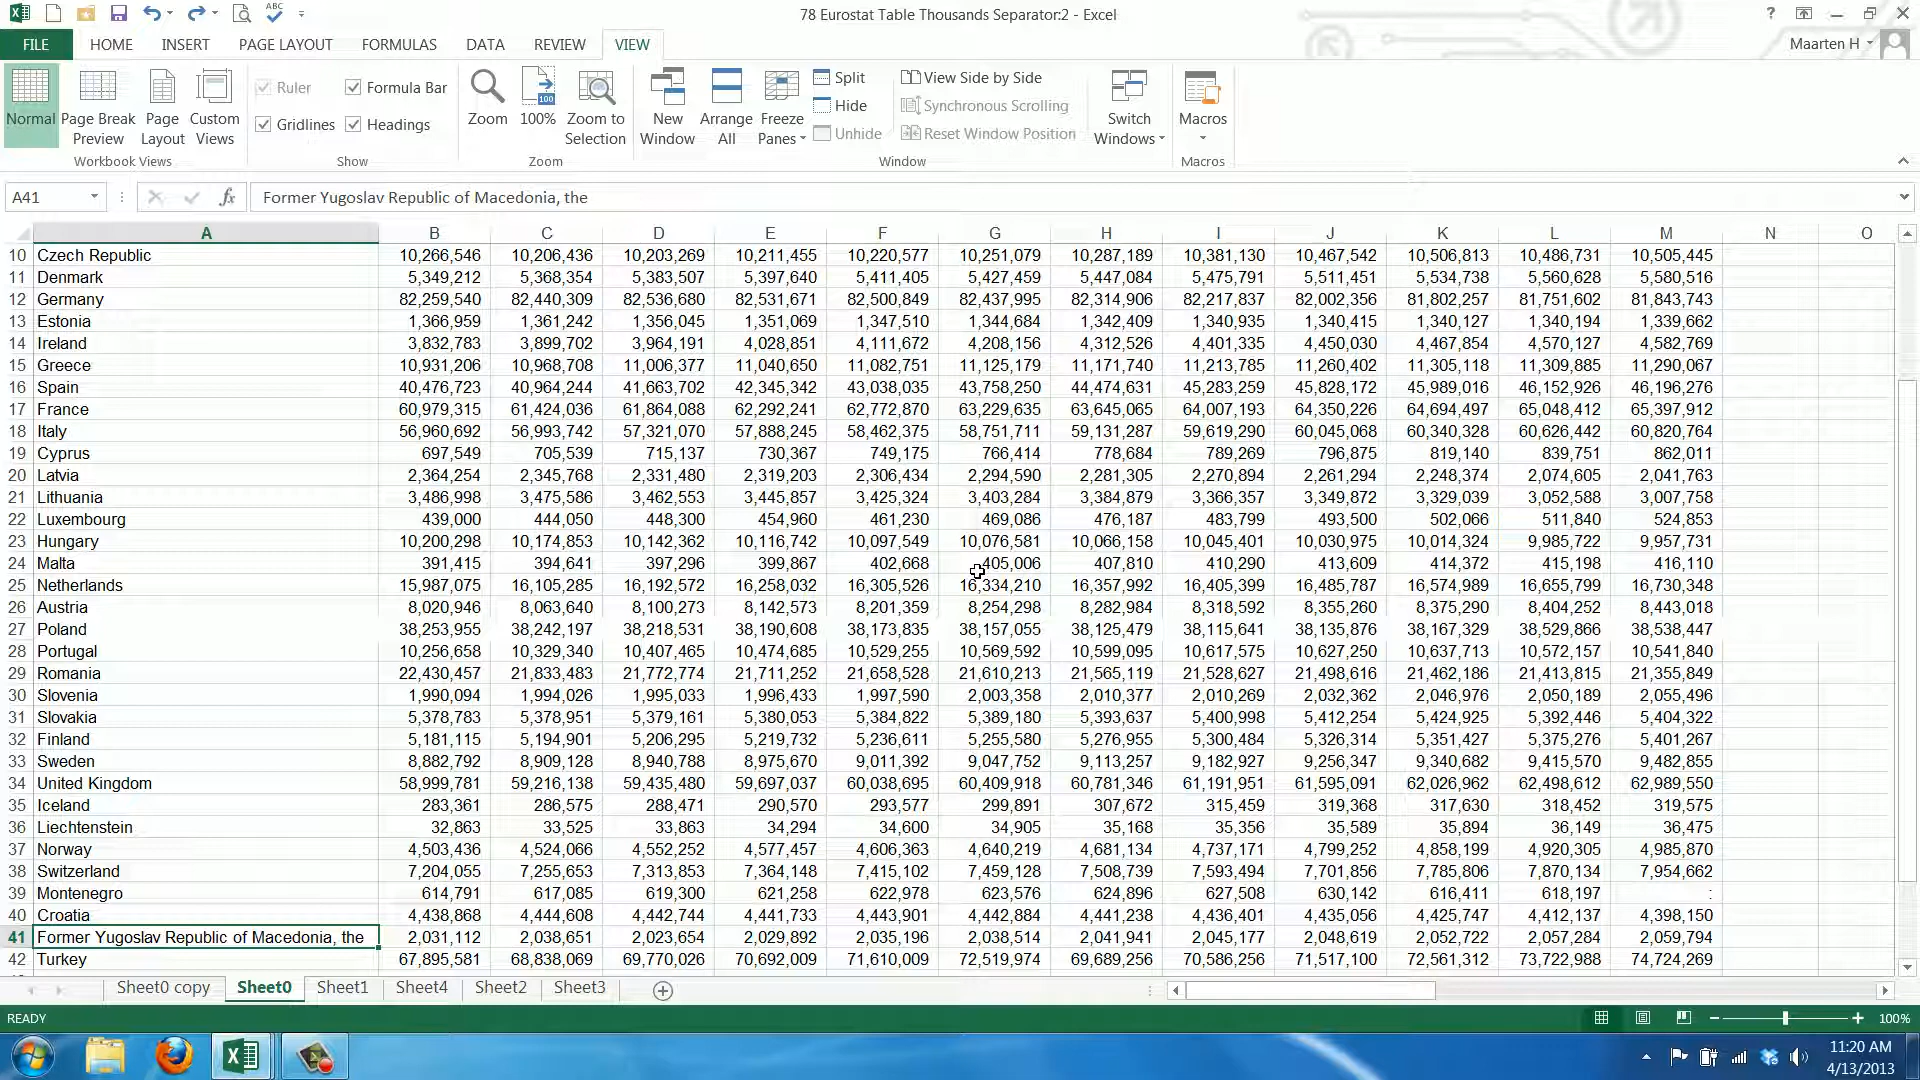 78 Eurostat Table Thousands Separator:2 - Excel
ABC
?
FILE HOME INSERT PAGE LAYOUT FORMULAS DATA REVIEW VIEW Maarten H
Normal
Page Break Preview
Page Layout
Custom Views
Workbook Views
Ruler
Formula Bar
Gridlines
Headings
Show
Zoom
100
100%
Zoom to Selection
Zoom
New Window
Arrange All
Freeze Panes
Split
Hide
Unhide
View Side by Side
Synchronous Scrolling
Reset Window Position
Window
Switch Windows
Macros
Macros
A41 fx Former Yugoslav Republic of Macedonia, the
A B C D E F G H I J K L M N O
10 Czech Republic 10,266,546 10,206,436 10,203,269 10,211,455 10,220,577 10,251,079 10,287,189 10,381,130 10,467,542 10,506,813 10,486,731 10,505,445
11 Denmark 5,349,212 5,368,354 5,383,507 5,397,640 5,411,405 5,427,459 5,447,084 5,475,791 5,511,451 5,534,738 5,560,628 5,580,516
12 Germany 82,259,540 82,440,309 82,536,680 82,531,671 82,500,849 82,437,995 82,314,906 82,217,837 82,002,356 81,802,257 81,751,602 81,843,743
13 Estonia 1,366,959 1,361,242 1,356,045 1,351,069 1,347,510 1,344,684 1,342,409 1,340,935 1,340,415 1,340,127 1,340,194 1,339,662
14 Ireland 3,832,783 3,899,702 3,964,191 4,028,851 4,111,672 4,208,156 4,312,526 4,401,335 4,450,030 4,467,854 4,570,127 4,582,769
15 Greece 10,931,206 10,968,708 11,006,377 11,040,650 11,082,751 11,125,179 11,171,740 11,213,785 11,260,402 11,305,118 11,309,885 11,290,067
16 Spain 40,476,723 40,964,244 41,663,702 42,345,342 43,038,035 43,758,250 44,474,631 45,283,259 45,828,172 45,989,016 46,152,926 46,196,276
17 France 60,979,315 61,424,036 61,864,088 62,292,241 62,772,870 63,229,635 63,645,065 64,007,193 64,350,226 64,694,497 65,048,412 65,397,912
18 Italy 56,960,692 56,993,742 57,321,070 57,888,245 58,462,375 58,751,711 59,131,287 59,619,290 60,045,068 60,340,328 60,626,442 60,820,764
19 Cyprus 697,549 705,539 715,137 730,367 749,175 766,414 778,684 789,269 796,875 819,140 839,751 862,011
20 Latvia 2,364,254 2,345,768 2,331,480 2,319,203 2,306,434 2,294,590 2,281,305 2,270,894 2,261,294 2,248,374 2,074,605 2,041,763
21 Lithuania 3,486,998 3,475,586 3,462,553 3,445,857 3,425,324 3,403,284 3,384,879 3,366,357 3,349,872 3,329,039 3,052,588 3,007,758
22 Luxembourg 439,000 444,050 448,300 454,960 461,230 469,086 476,187 483,799 493,500 502,066 511,840 524,853
23 Hungary 10,200,298 10,174,853 10,142,362 10,116,742 10,097,549 10,076,581 10,066,158 10,045,401 10,030,975 10,014,324 9,985,722 9,957,731
24 Malta 391,415 394,641 397,296 399,867 402,668 405,006 407,810 410,290 413,609 414,372 415,198 416,110
25 Netherlands 15,987,075 16,105,285 16,192,572 16,258,032 16,305,526 16,334,210 16,357,992 16,405,399 16,485,787 16,574,989 16,655,799 16,730,348
26 Austria 8,020,946 8,063,640 8,100,273 8,142,573 8,201,359 8,254,298 8,282,984 8,318,592 8,355,260 8,375,290 8,404,252 8,443,018
27 Poland 38,253,955 38,242,197 38,218,531 38,190,608 38,173,835 38,157,055 38,125,479 38,115,641 38,135,876 38,167,329 38,529,866 38,538,447
28 Portugal 10,256,658 10,329,340 10,407,465 10,474,685 10,529,255 10,569,592 10,599,095 10,617,575 10,627,250 10,637,713 10,572,157 10,541,840
29 Romania 22,430,457 21,833,483 21,772,774 21,711,252 21,658,528 21,610,213 21,565,119 21,528,627 21,498,616 21,462,186 21,413,815 21,355,849
30 Slovenia 1,990,094 1,994,026 1,995,033 1,996,433 1,997,590 2,003,358 2,010,377 2,010,269 2,032,362 2,046,976 2,050,189 2,055,496
31 Slovakia 5,378,783 5,378,951 5,379,161 5,380,053 5,384,822 5,389,180 5,393,637 5,400,998 5,412,254 5,424,925 5,392,446 5,404,322
32 Finland 5,181,115 5,194,901 5,206,295 5,219,732 5,236,611 5,255,580 5,276,955 5,300,484 5,326,314 5,351,427 5,375,276 5,401,267
33 Sweden 8,882,792 8,909,128 8,940,788 8,975,670 9,011,392 9,047,752 9,113,257 9,182,927 9,256,347 9,340,682 9,415,570 9,482,855
34 United Kingdom 58,999,781 59,216,138 59,435,480 59,697,037 60,038,695 60,409,918 60,781,346 61,191,951 61,595,091 62,026,962 62,498,612 62,989,550
35 Iceland 283,361 286,575 288,471 290,570 293,577 299,891 307,672 315,459 319,368 317,630 318,452 319,575
36 Liechtenstein 32,863 33,525 33,863 34,294 34,600 34,905 35,168 35,356 35,589 35,894 36,149 36,475
37 Norway 4,503,436 4,524,066 4,552,252 4,577,457 4,606,363 4,640,219 4,681,134 4,737,171 4,799,252 4,858,199 4,920,305 4,985,870
38 Switzerland 7,204,055 7,255,653 7,313,853 7,364,148 7,415,102 7,459,128 7,508,739 7,593,494 7,701,856 7,785,806 7,870,134 7,954,662
39 Montenegro 614,791 617,085 619,300 621,258 622,978 623,576 624,896 627,508 630,142 616,411 618,197 :
40 Croatia 4,438,868 4,444,608 4,442,744 4,441,733 4,443,901 4,442,884 4,441,238 4,436,401 4,435,056 4,425,747 4,412,137 4,398,150
41 Former Yugoslav Republic of Macedonia, the 2,031,112 2,038,651 2,023,654 2,029,892 2,035,196 2,038,514 2,041,941 2,045,177 2,048,619 2,052,722 2,057,284 2,059,794
42 Turkey 67,895,581 68,838,069 69,770,026 70,692,009 71,610,009 72,519,974 69,689,256 70,586,256 71,517,100 72,561,312 73,722,988 74,724,269
Sheet0 copy Sheet0 Sheet1 Sheet4 Sheet2 Sheet3
READY 100%
11:20 AM
4/13/2013